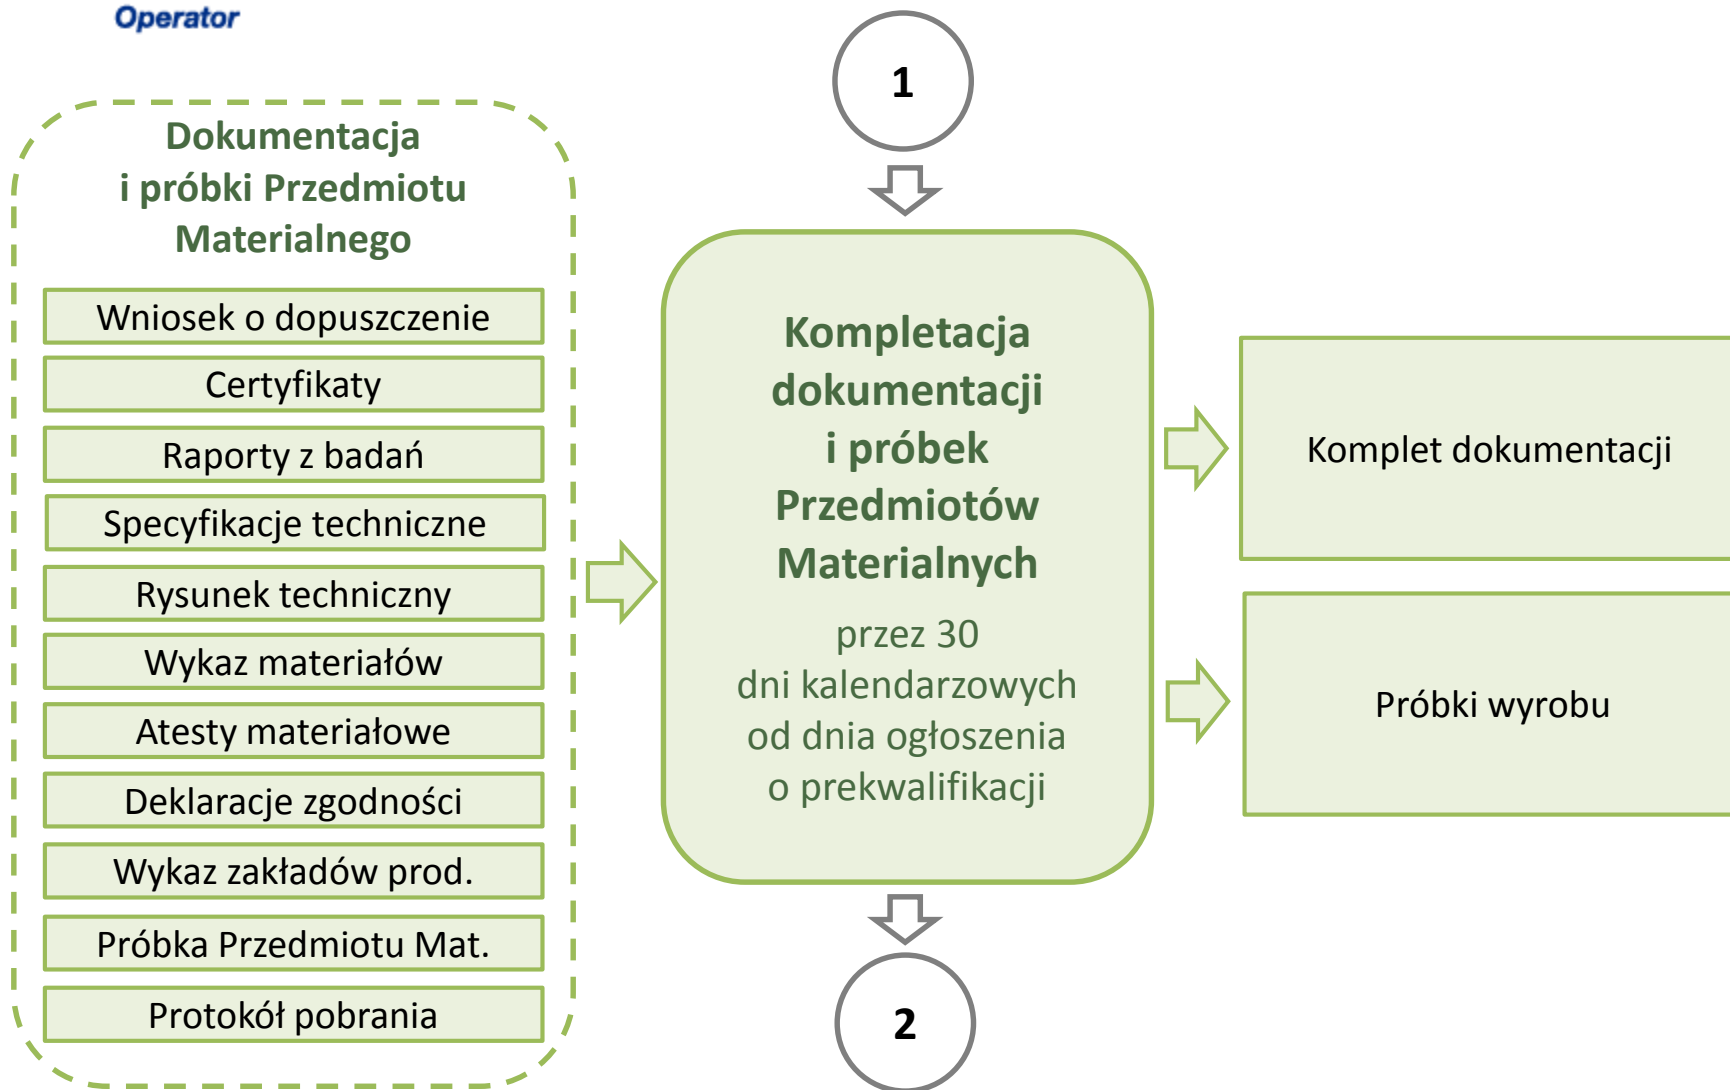 Operator
1
Dokumentacja
i próbki Przedmiotu
Materialnego
Wniosek o dopuszczenie
Certyfikaty
Raporty z badań
Specyfikacje techniczne
Rysunek techniczny
Wykaz materiałów
Atesty materiałowe
Deklaracje zgodności
Wykaz zakładów prod.
Próbka Przedmiotu Mat.
Protokół pobrania
Kompletacja
dokumentacji
i próbek
Przedmiotów
Materialnych
przez 30
dni kalendarzowych
od dnia ogłoszenia
o prekwalifikacji
Komplet dokumentacji
Próbki wyrobu
2